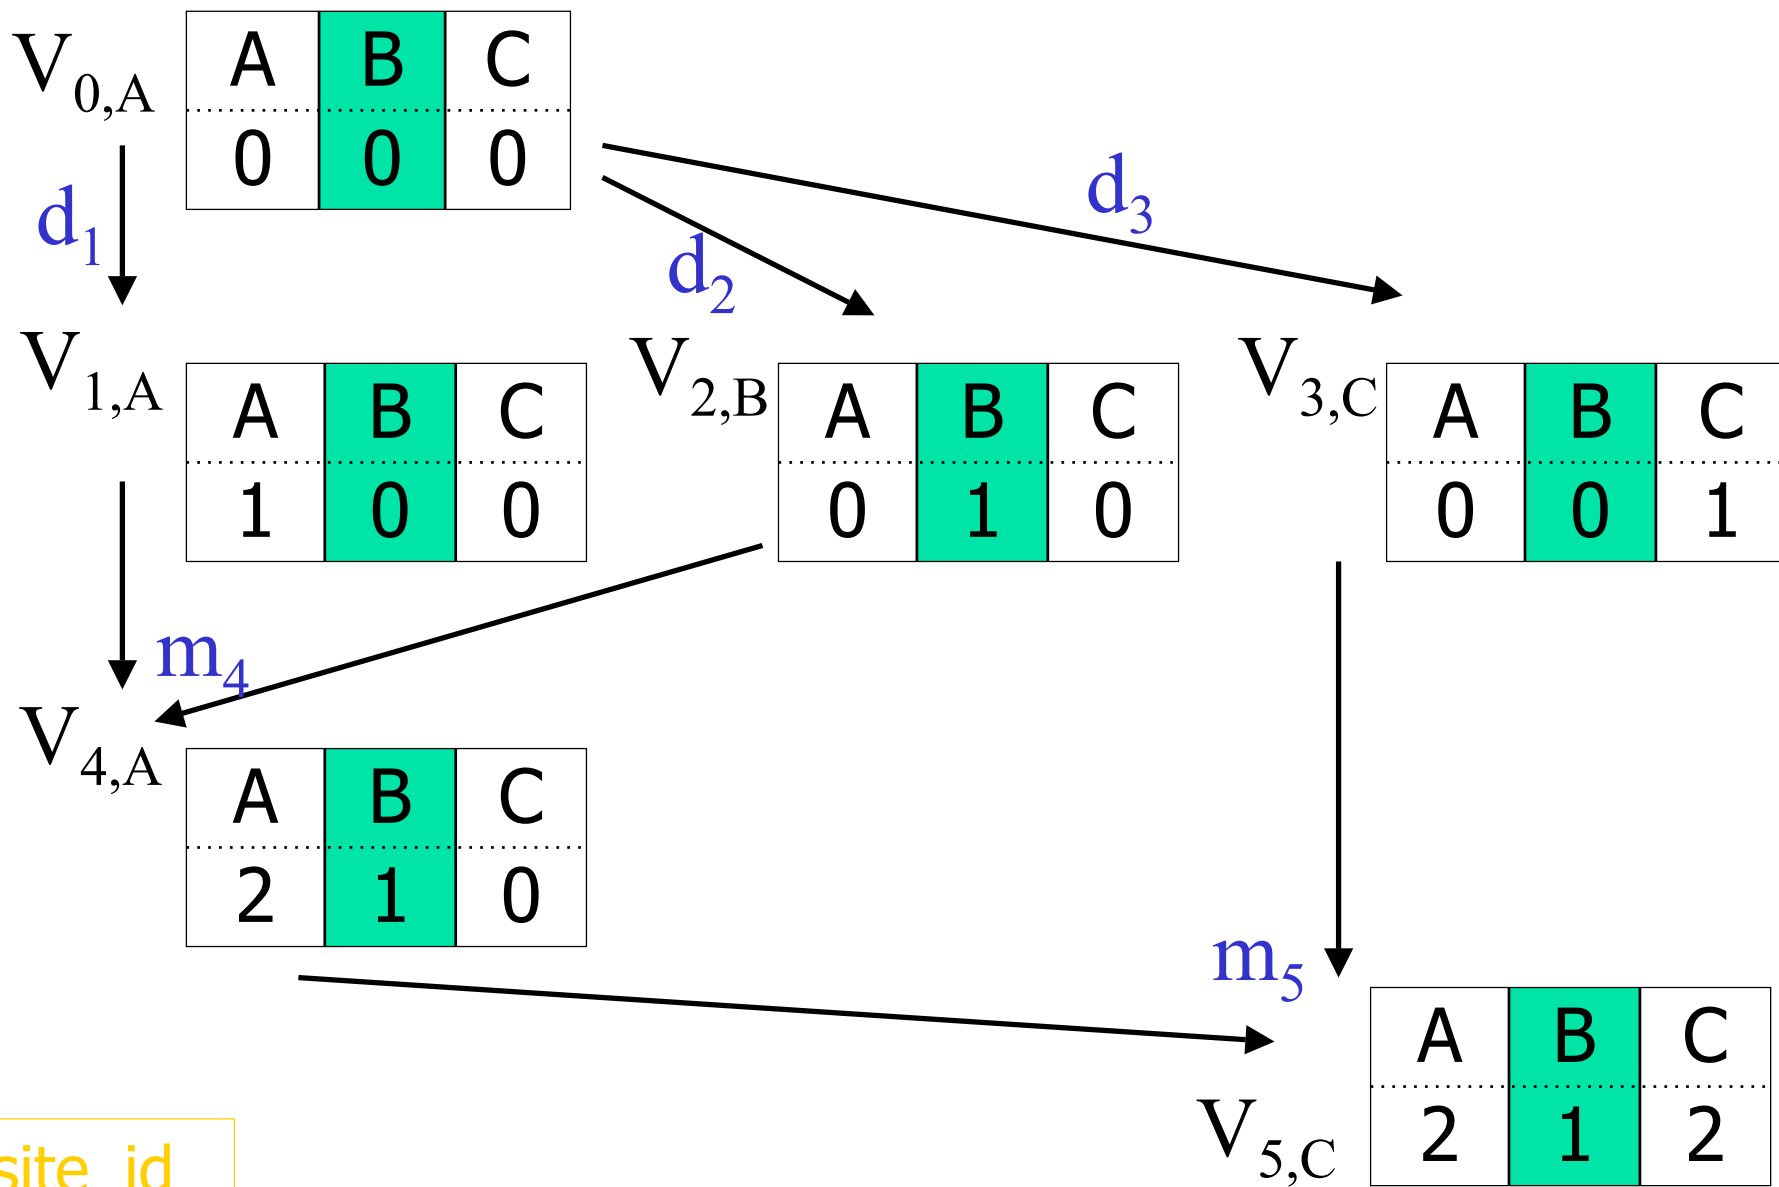 V0,A A B C
0 0 0
d1 d2 d3
V1,A A B C V2,B A B C V3,C A B C
1 0 0 0 1 0 0 0 1
m4
V4,A A B C
2 1 0
m5
A B C
V5,C 2 1 2
site_id